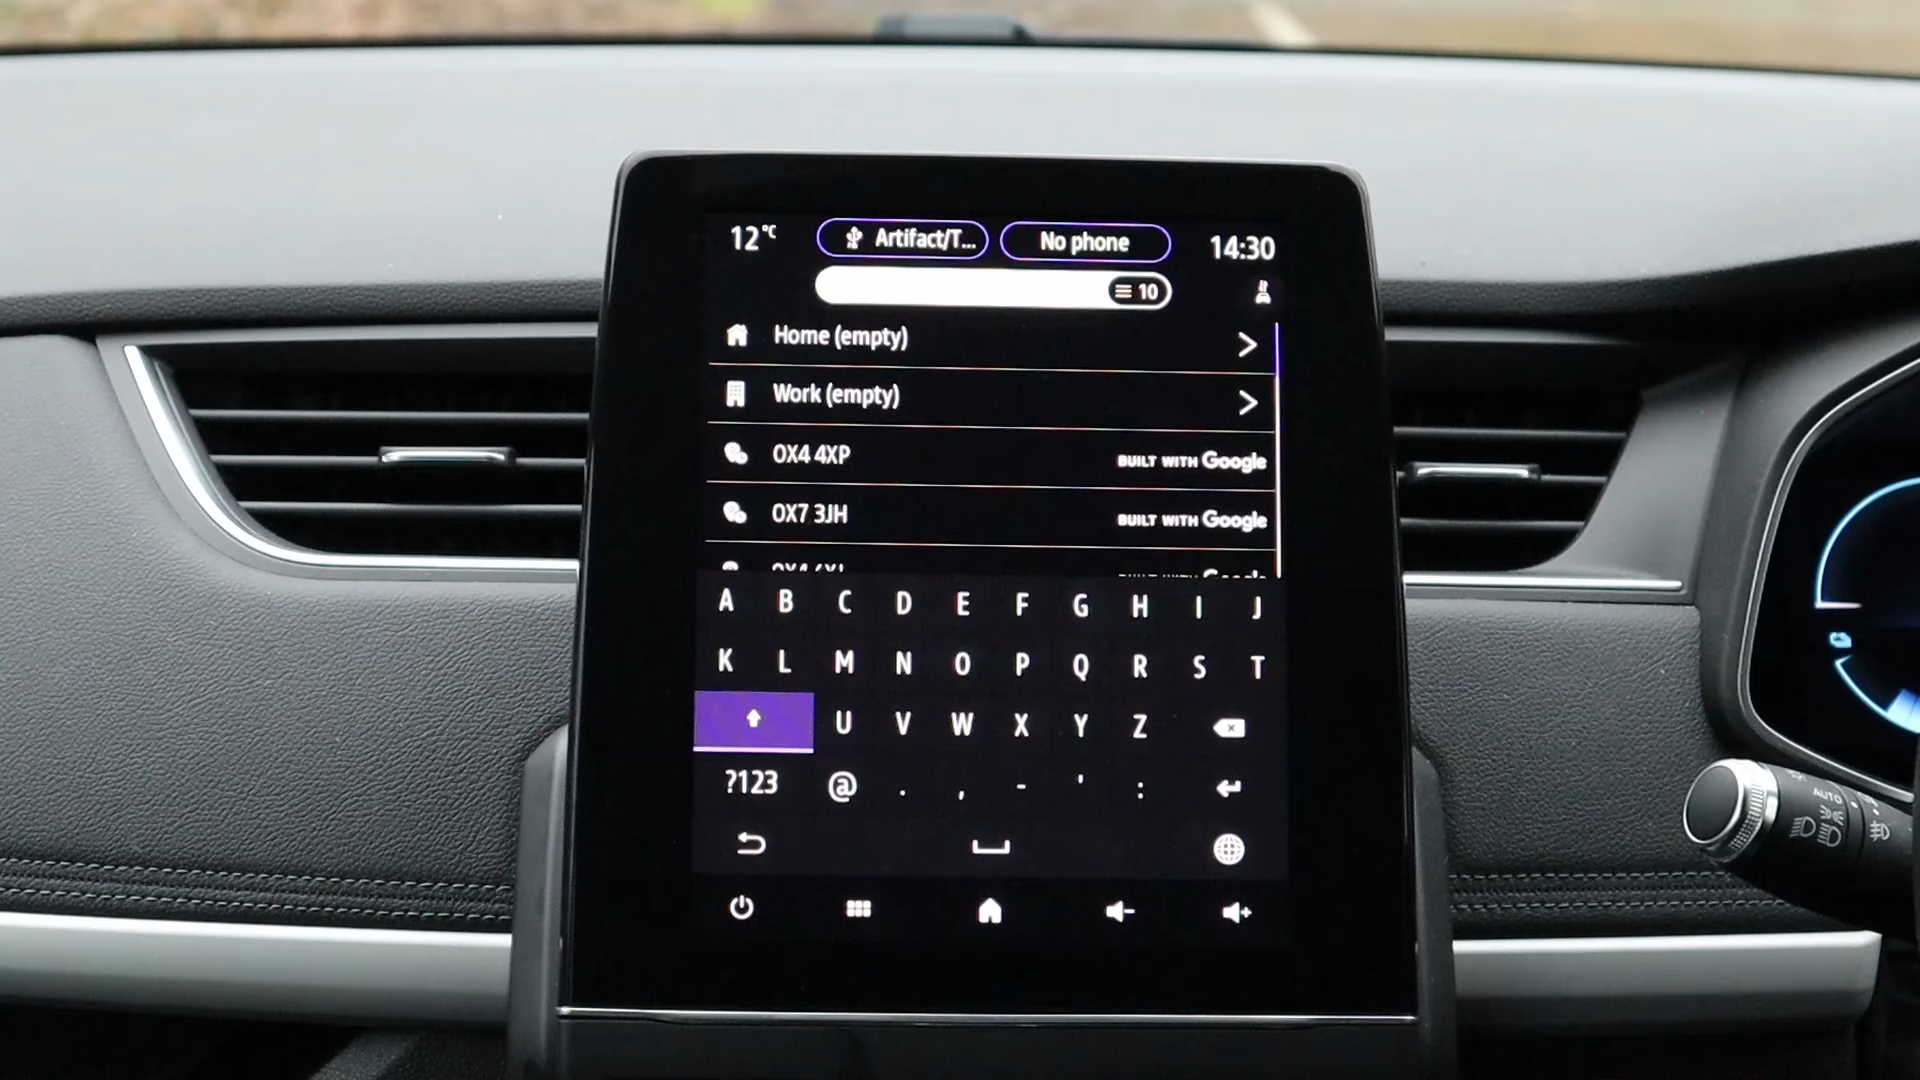 12°C Artifact/T... No phone 14:30
10
Home (empty)
Work (empty)
OX4 4XP BUILT WITH Google
OX7 3JH BUILT WITH Google
A B C D E F G H I J
K L M N O P Q R S T
U V W X Y Z
?123 @ . , - ' :
AUTO